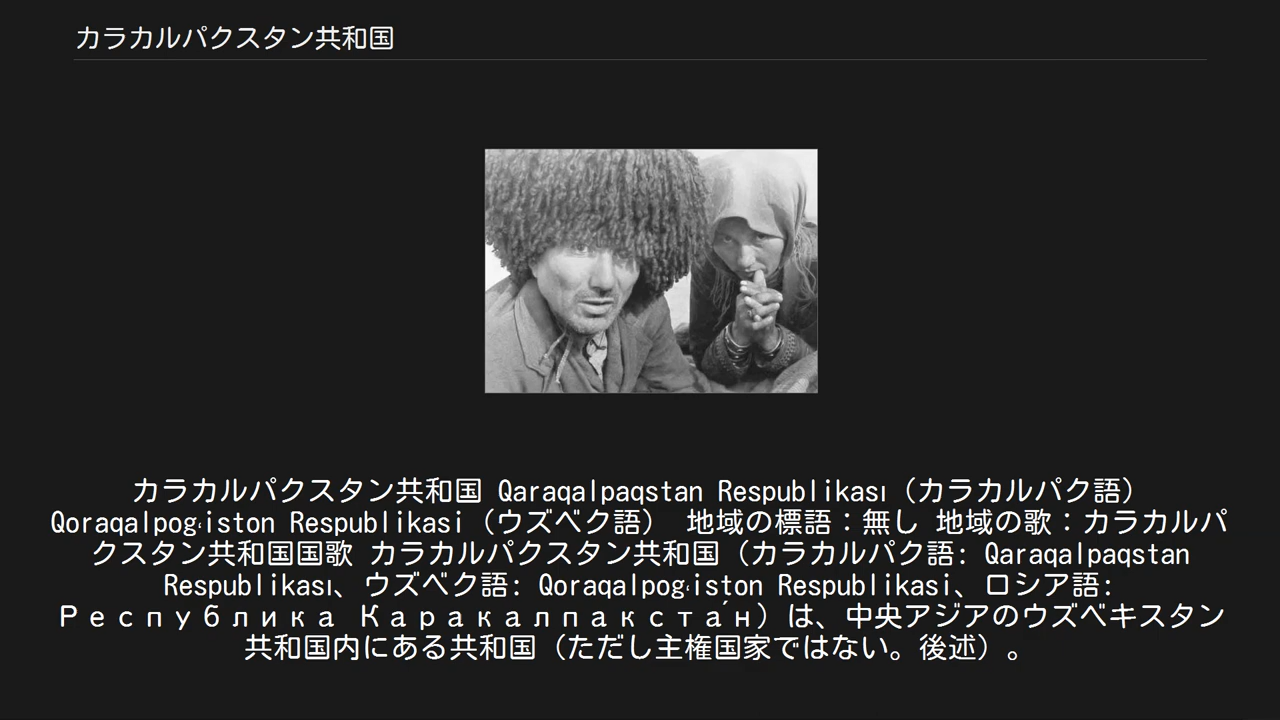 カラカルパクスタン共和国
カラカルパクスタン共和国 Qaraqalpaqstan Respublikası（カラカルパク語）
Qoraqalpogʻiston Respublikasi（ウズベク語） 地域の標語：無し 地域の歌：カラカルパ
クスタン共和国国歌 カラカルパクスタン共和国（カラカルパク語: Qaraqalpaqstan
Respublikası、ウズベク語: Qoraqalpogʻiston Respublikasi、ロシア語:
Республика Каракалпакста́н）は、中央アジアのウズベキスタン
共和国内にある共和国（ただし主権国家ではない。後述）。